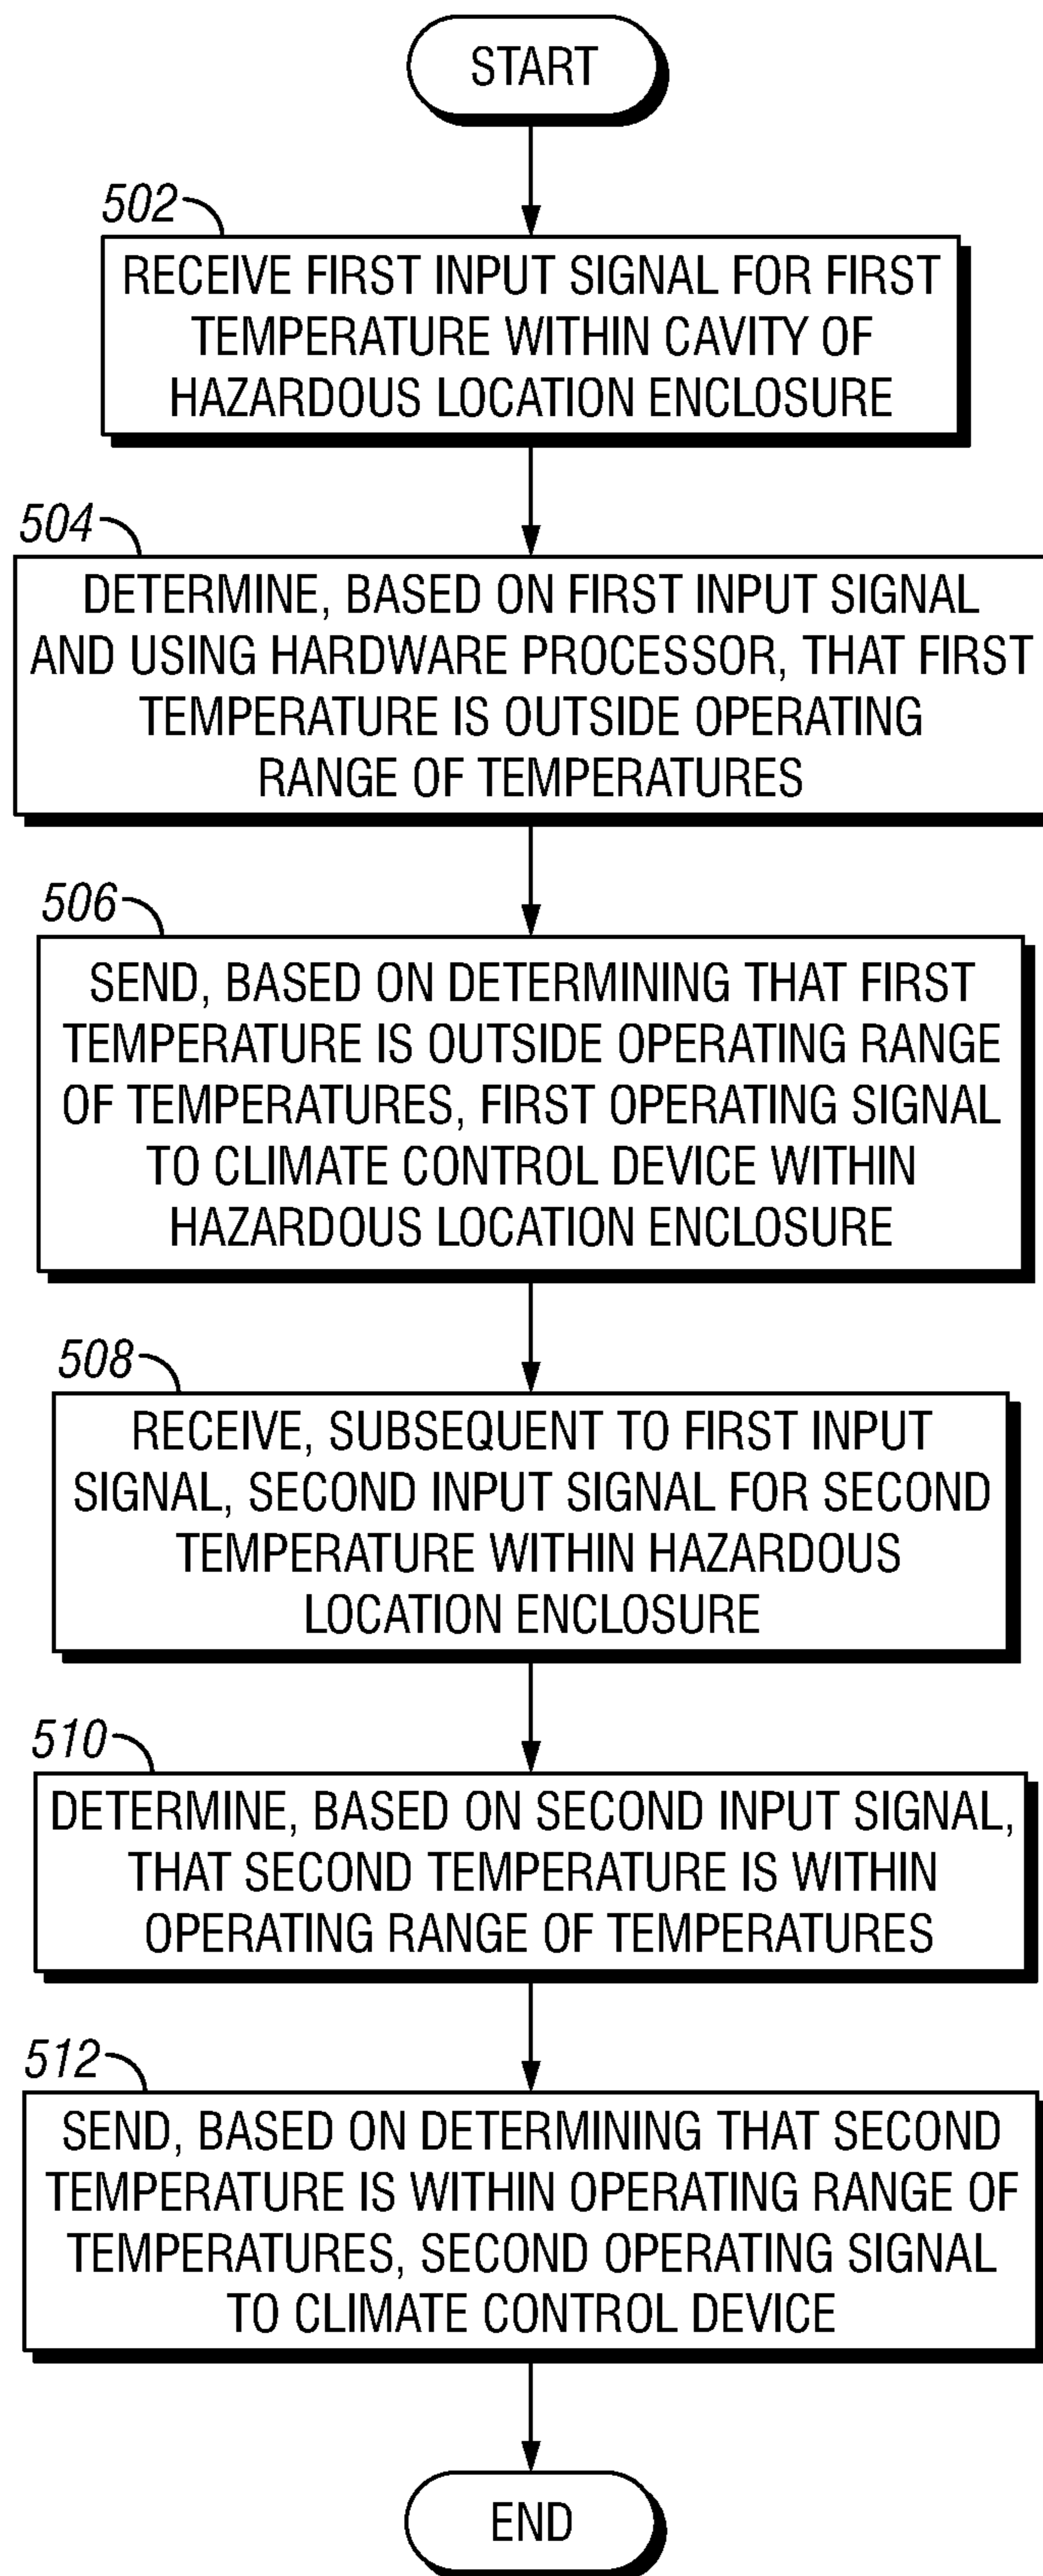 START
502
RECEIVE FIRST INPUT SIGNAL FOR FIRST
TEMPERATURE WITHIN CAVITY OF
HAZARDOUS LOCATION ENCLOSURE
504
DETERMINE, BASED ON FIRST INPUT SIGNAL
AND USING HARDWARE PROCESSOR, THAT FIRST
TEMPERATURE IS OUTSIDE OPERATING
RANGE OF TEMPERATURES
506
SEND, BASED ON DETERMINING THAT FIRST
TEMPERATURE IS OUTSIDE OPERATING RANGE
OF TEMPERATURES, FIRST OPERATING SIGNAL
TO CLIMATE CONTROL DEVICE WITHIN
HAZARDOUS LOCATION ENCLOSURE
508
RECEIVE, SUBSEQUENT TO FIRST INPUT
SIGNAL, SECOND INPUT SIGNAL FOR SECOND
TEMPERATURE WITHIN HAZARDOUS
LOCATION ENCLOSURE
510
DETERMINE, BASED ON SECOND INPUT SIGNAL,
THAT SECOND TEMPERATURE IS WITHIN
OPERATING RANGE OF TEMPERATURES
512
SEND, BASED ON DETERMINING THAT SECOND
TEMPERATURE IS WITHIN OPERATING RANGE OF
TEMPERATURES, SECOND OPERATING SIGNAL
TO CLIMATE CONTROL DEVICE
END